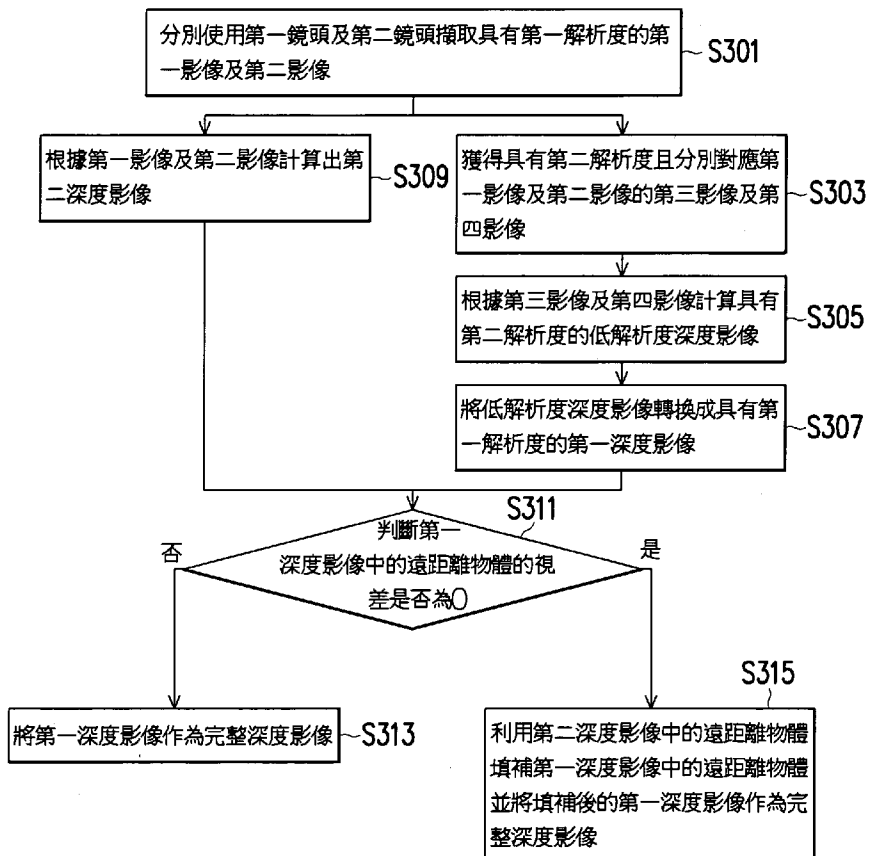 分別使用第一鏡頭及第二鏡頭擷取具有第一解析度的第
一影像及第二影像
S301
根據第一影像及第二影像計算出第
二深度影像
S309
獲得具有第二解析度且分別對應第
一影像及第二影像的第三影像及第
四影像
S303
根據第三影像及第四影像計算具有
第二解析度的低解析度深度影像
S305
將低解析度深度影像轉換成具有第
一解析度的第一深度影像
S307
S311
判斷第一
深度影像中的遠距離物體的視
差是否為0
否
是
將第一深度影像作為完整深度影像
S313
S315
利用第二深度影像中的遠距離物體
填補第一深度影像中的遠距離物體
並將填補後的第一深度影像作為完
整深度影像